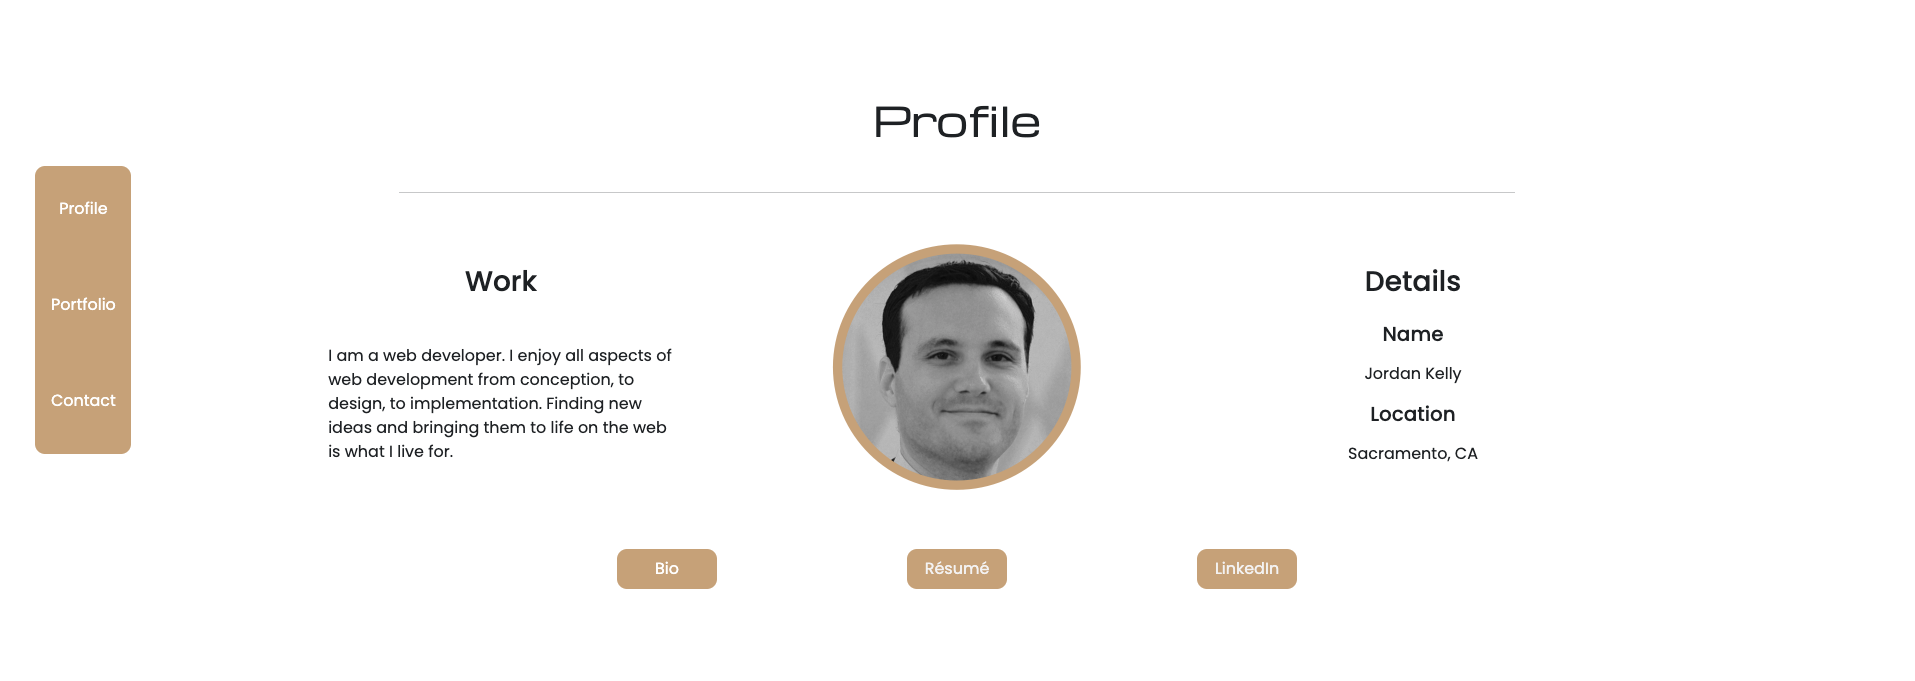 Profile
Profile
Portfolio
Contact
Work
I am a web developer. I enjoy all aspects of
web development from conception, to
design, to implementation. Finding new
ideas and bringing them to life on the web
is what I live for.
Details
Name
Jordan Kelly
Location
Sacramento, CA
Bio
Résumé
LinkedIn